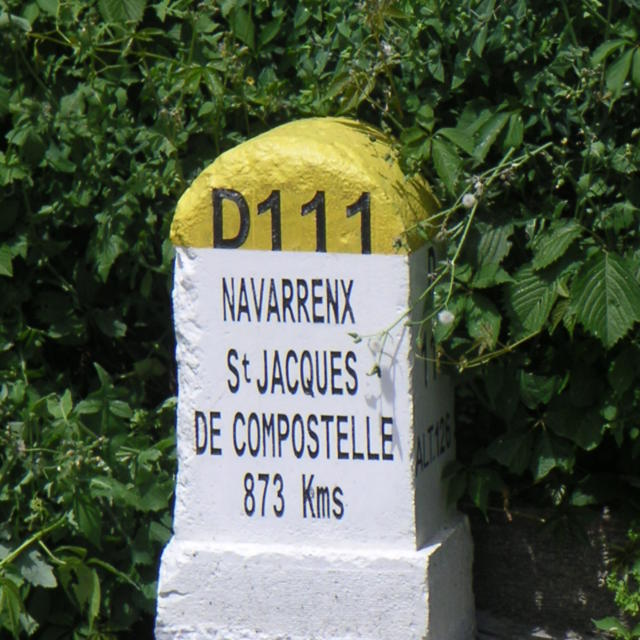 D111
NAVARRENX
St JACQUES
DE COMPOSTELLE
873 Kms
ALT.126